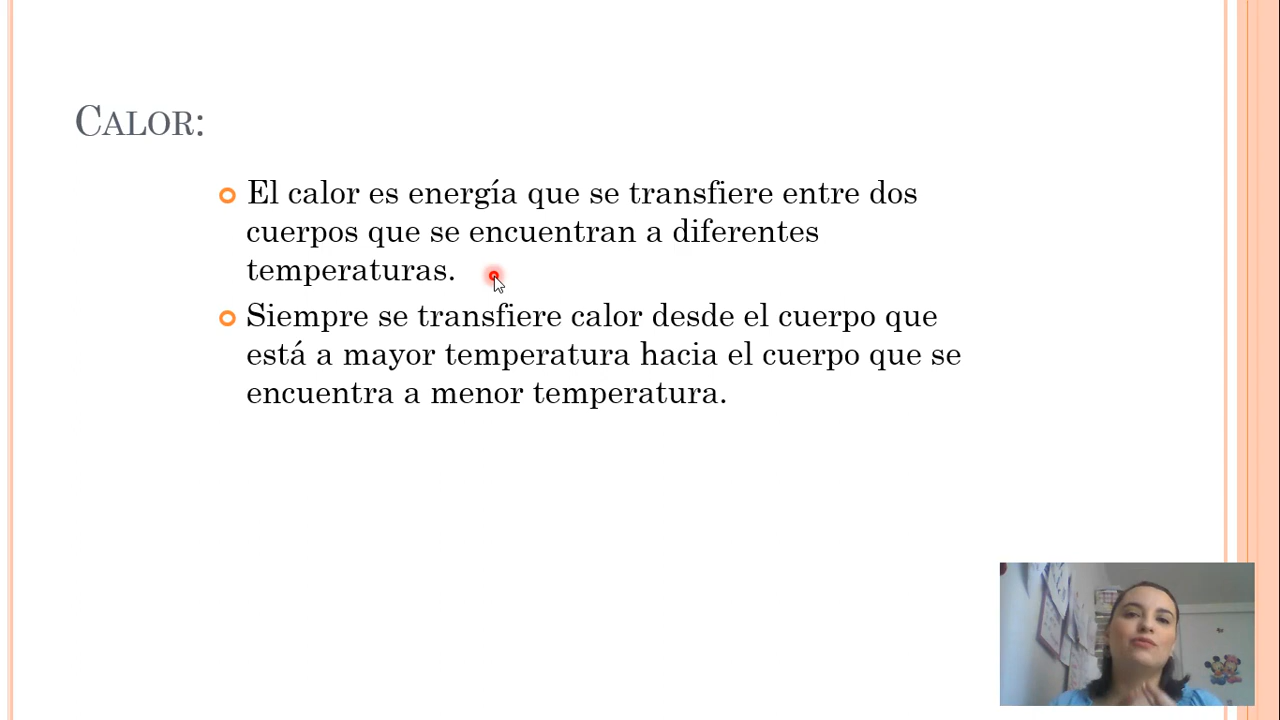 CALOR:
El calor es energía que se transfiere entre dos
cuerpos que se encuentran a diferentes
temperaturas.
Siempre se transfiere calor desde el cuerpo que
está a mayor temperatura hacia el cuerpo que se
encuentra a menor temperatura.